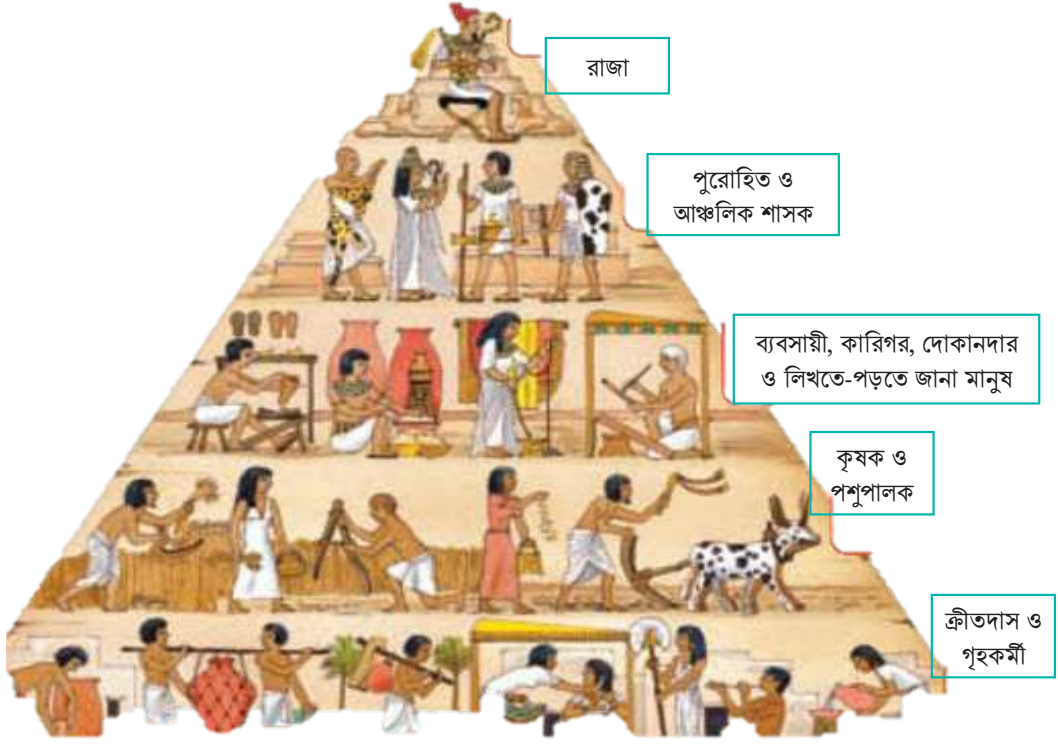 রাজা
পুরোহিত ও
আঞ্চলিক শাসক
ব্যবসায়ী, কারিগর, দোকানদার
ও লিখতে-পড়তে জানা মানুষ
কৃষক ও
পশুপালক
ক্রীতদাস ও
গৃহকর্মী